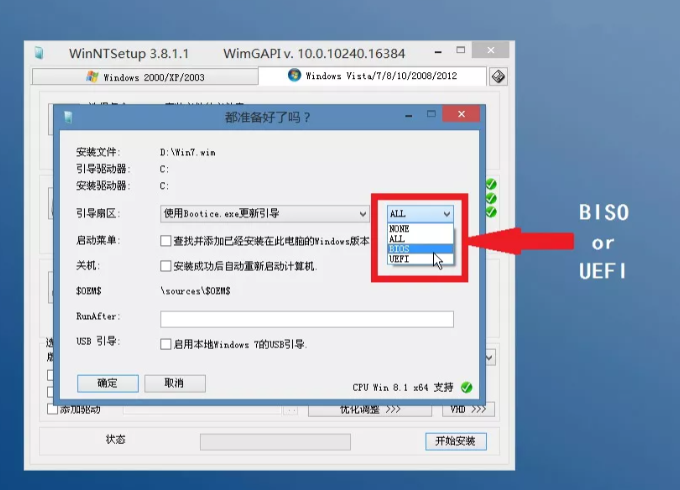 WinNTSetup 3.8.1.1 WimGAPI v. 10.0.10240.16384
Windows 2000/XP/2003
Windows Vista/7/8/10/2008/2012
都准备好了吗？
安装文件: D:\Win7.wim
引导驱动器: C:
安装驱动器: C:
引导扇区: 使用Bootice.exe更新引导 ALL
NONE
ALL
BIOS
UEFI
启动菜单: 查找并添加已经安装在此电脑的Windows版本
关机: 安装成功后自动重新启动计算机.
$OEM$ \sources\$OEM$
RunAfter:
USB 引导: 启用本地Windows 7的USB引导.
确定 取消
CPU Win 8.1 x64 支持
添加驱动 优化调整 >>> VHD >>>
状态 开始安装
BISO
or
UEFI